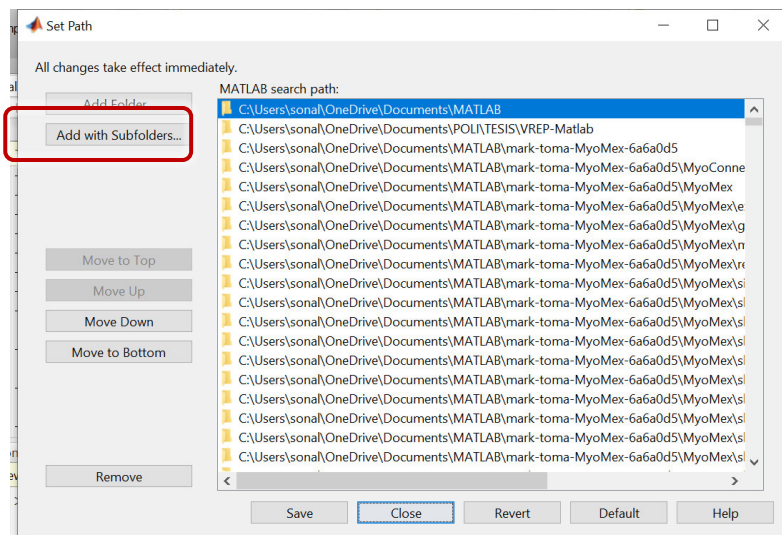 Set Path
All changes take effect immediately.
MATLAB search path:
Add Folder...
Add with Subfolders...
Move to Top
Move Up
Move Down
Move to Bottom
Remove
C:\Users\sonal\OneDrive\Documents\MATLAB
C:\Users\sonal\OneDrive\Documents\POLI\TESIS\VREP-Matlab
C:\Users\sonal\OneDrive\Documents\MATLAB\mark-toma-MyoMex-6a6a0d5
C:\Users\sonal\OneDrive\Documents\MATLAB\mark-toma-MyoMex-6a6a0d5\MyoConne
C:\Users\sonal\OneDrive\Documents\MATLAB\mark-toma-MyoMex-6a6a0d5\MyoMex
C:\Users\sonal\OneDrive\Documents\MATLAB\mark-toma-MyoMex-6a6a0d5\MyoMex\e
C:\Users\sonal\OneDrive\Documents\MATLAB\mark-toma-MyoMex-6a6a0d5\MyoMex\g
C:\Users\sonal\OneDrive\Documents\MATLAB\mark-toma-MyoMex-6a6a0d5\MyoMex\m
C:\Users\sonal\OneDrive\Documents\MATLAB\mark-toma-MyoMex-6a6a0d5\MyoMex\re
C:\Users\sonal\OneDrive\Documents\MATLAB\mark-toma-MyoMex-6a6a0d5\MyoMex\si
C:\Users\sonal\OneDrive\Documents\MATLAB\mark-toma-MyoMex-6a6a0d5\MyoMex\sl
C:\Users\sonal\OneDrive\Documents\MATLAB\mark-toma-MyoMex-6a6a0d5\MyoMex\sl
C:\Users\sonal\OneDrive\Documents\MATLAB\mark-toma-MyoMex-6a6a0d5\MyoMex\sl
C:\Users\sonal\OneDrive\Documents\MATLAB\mark-toma-MyoMex-6a6a0d5\MyoMex\sl
C:\Users\sonal\OneDrive\Documents\MATLAB\mark-toma-MyoMex-6a6a0d5\MyoMex\sl
C:\Users\sonal\OneDrive\Documents\MATLAB\mark-toma-MyoMex-6a6a0d5\MyoMex\sl
C:\Users\sonal\OneDrive\Documents\MATLAB\mark-toma-MyoMex-6a6a0d5\MyoMex\sl
C:\Users\sonal\OneDrive\Documents\MATLAB\mark-toma-MyoMex-6a6a0d5\MyoMex\sl
C:\Users\sonal\OneDrive\Documents\MATLAB\mark-toma-MyoMex-6a6a0d5\MyoMex\sl
Save
Close
Revert
Default
Help